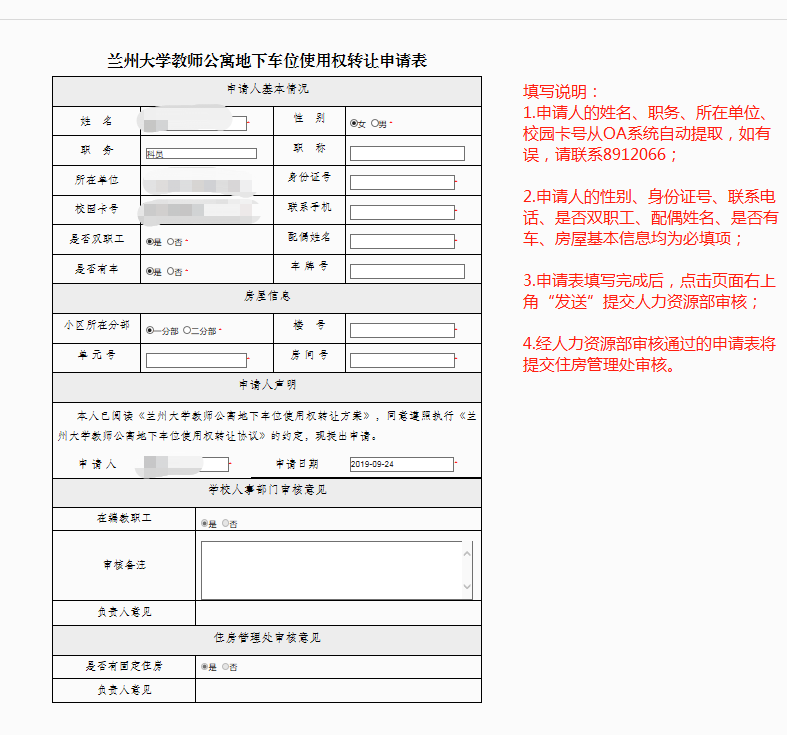 兰州大学教师公寓地下车位使用权转让申请表
申请人基本情况
姓 名 * 性 别 女 男 *
职 务 科员 职 称
所在单位 身份证号 *
校园卡号 联系手机 *
是否双职工 是 否 * 配偶姓名 *
是否有车 是 否 * 车牌号
房屋信息
小区所在分部 一分部 二分部 * 楼 号 *
单元号 * 房间号 *
申请人声明
本人已阅读《兰州大学教师公寓地下车位使用权转让方案》，同意遵照执行《兰
州大学教师公寓地下车位使用权转让协议》的约定，现提出申请。
申请人 * 申请日期 2019-09-24 *
学校人事部门审核意见
在编教职工 是 否
审核备注
负责人意见
住房管理处审核意见
是否有固定住房 是 否
负责人意见
填写说明：
1.申请人的姓名、职务、所在单位、
校园卡号从OA系统自动提取，如有
误，请联系8912066；
2.申请人的性别、身份证号、联系电
话、是否双职工、配偶姓名、是否有
车、房屋基本信息均为必填项；
3.申请表填写完成后，点击页面右上
角“发送”提交人力资源部审核；
4.经人力资源部审核通过的申请表将
提交住房管理处审核。